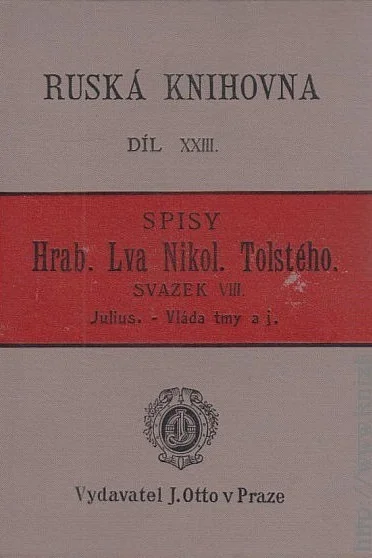 RUSKÁ KNIHOVNA
DÍL XXIII.
SPISY
Hrab. Lva Nikol. Tolstého.
SVAZEK VIII.
Julius. - Vláda tmy a j.
Vydavatel J. Otto v Praze